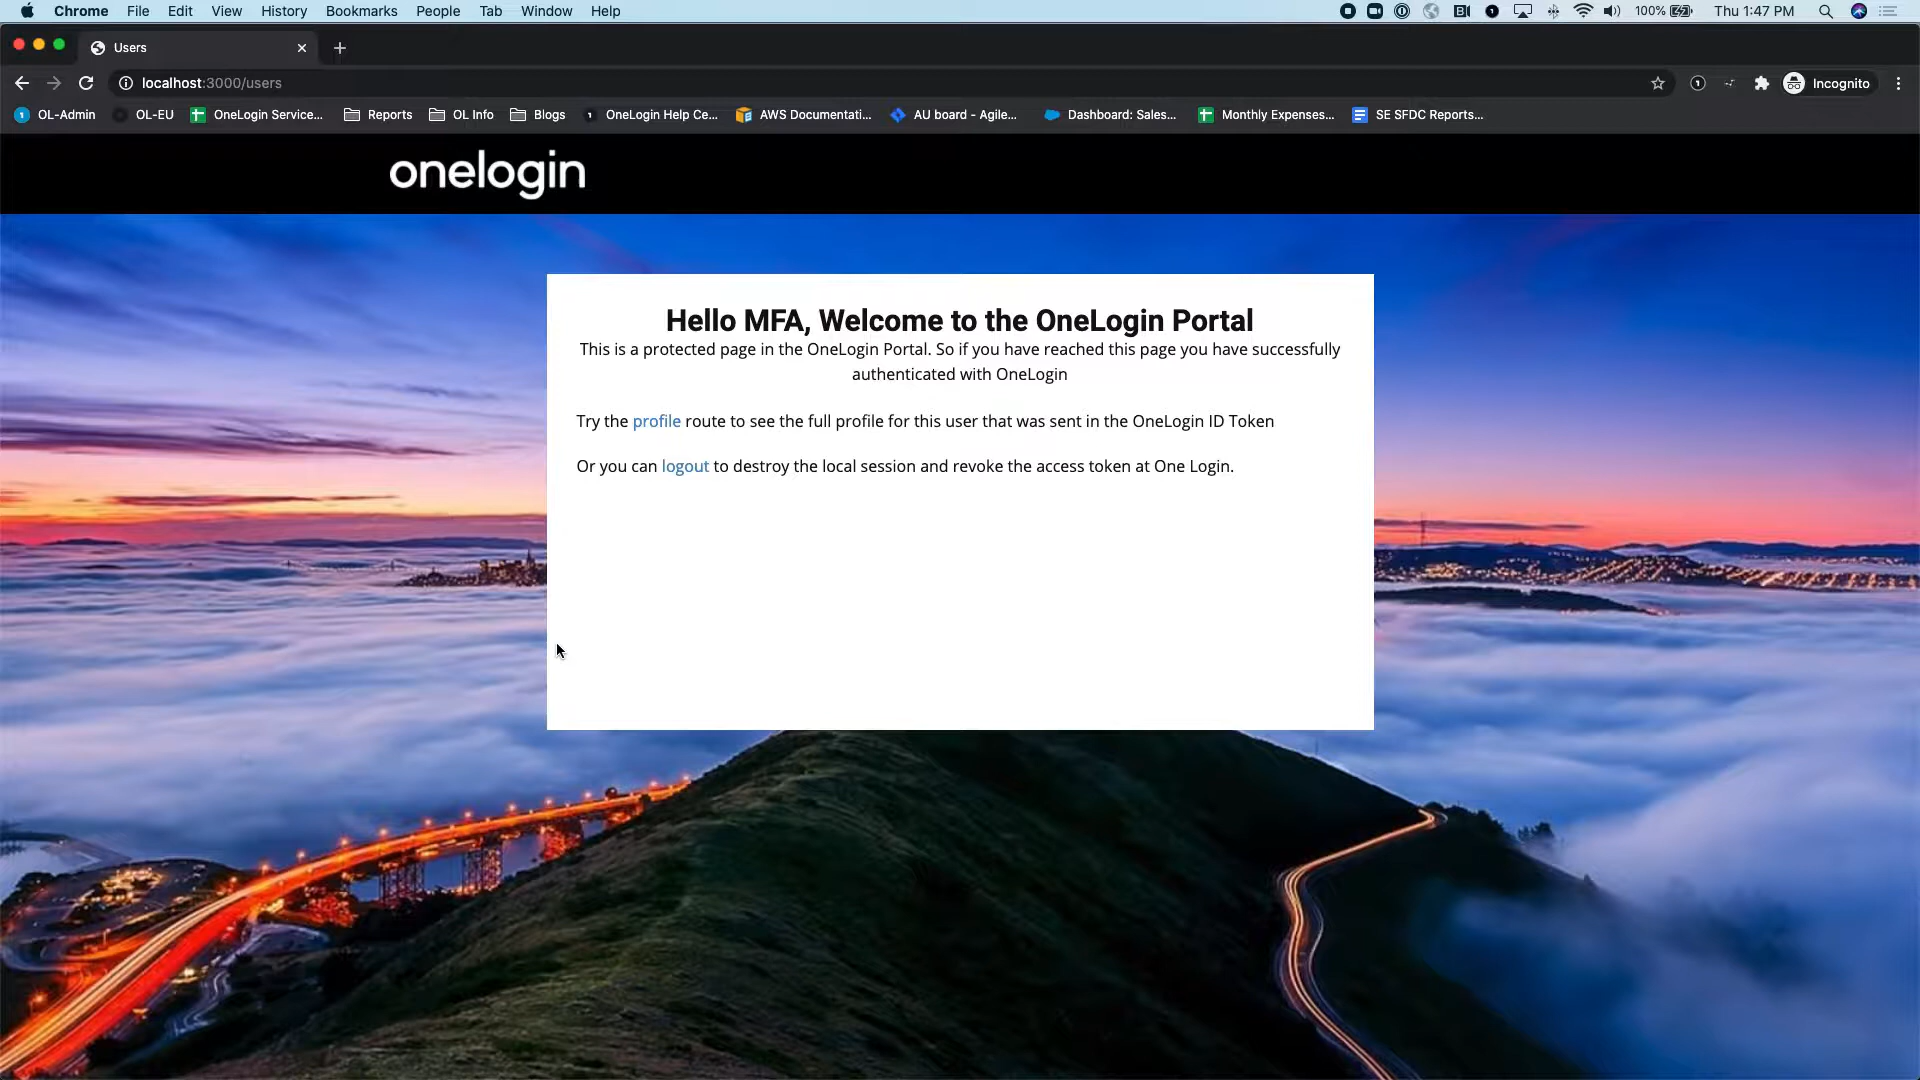 Chrome File Edit View History Bookmarks People Tab Window Help
100% Thu 1:47 PM
Users
localhost:3000/users
Incognito
OL-Admin OL-EU OneLogin Service... Reports OL Info Blogs OneLogin Help Ce... AWS Documentati... AU board - Agile... Dashboard: Sales... Monthly Expenses... SE SFDC Reports...
onelogin
Hello MFA, Welcome to the OneLogin Portal
This is a protected page in the OneLogin Portal. So if you have reached this page you have successfully
authenticated with OneLogin
Try the profile route to see the full profile for this user that was sent in the OneLogin ID Token
Or you can logout to destroy the local session and revoke the access token at One Login.